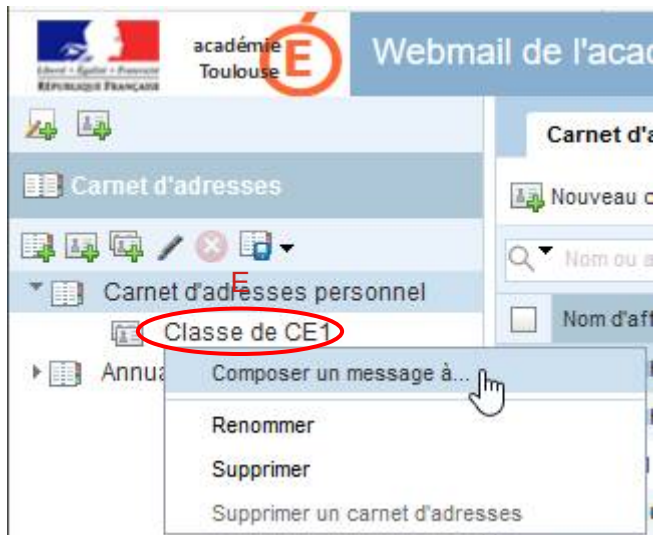 académie
Toulouse
É
Webmail de l'acad
Liberté • Égalité • Fraternité
RÉPUBLIQUE FRANÇAISE
Carnet d'a
Carnet d'adresses
Nouveau c
Nom ou a
E
Carnet d'adresses personnel
Nom d'aff
Classe de CE1
Annua
Composer un message à...
Renommer
Supprimer
Supprimer un carnet d'adresses